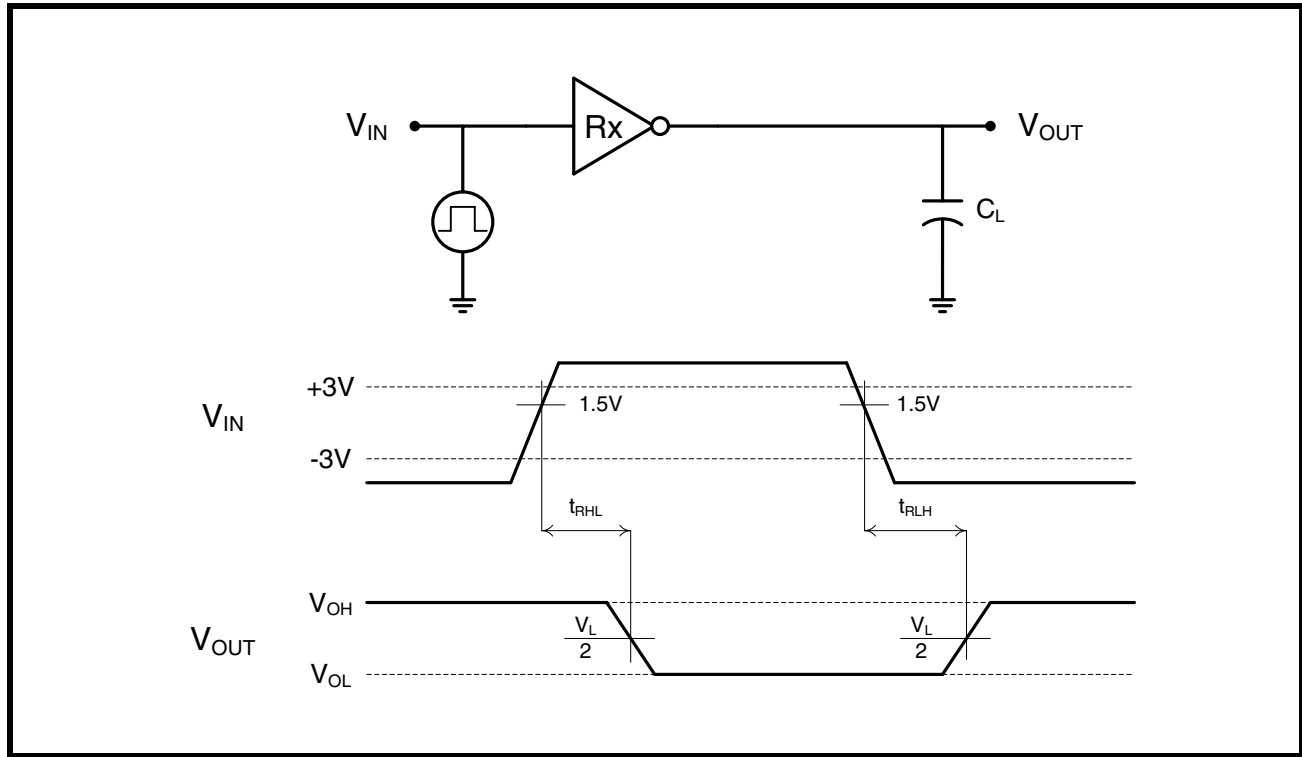 V_IN
Rx
V_OUT
C_L
+3V
1.5V
1.5V
V_IN
-3V
t_RHL
t_RLH
V_OH
V_L
2
V_L
2
V_OUT
V_OL